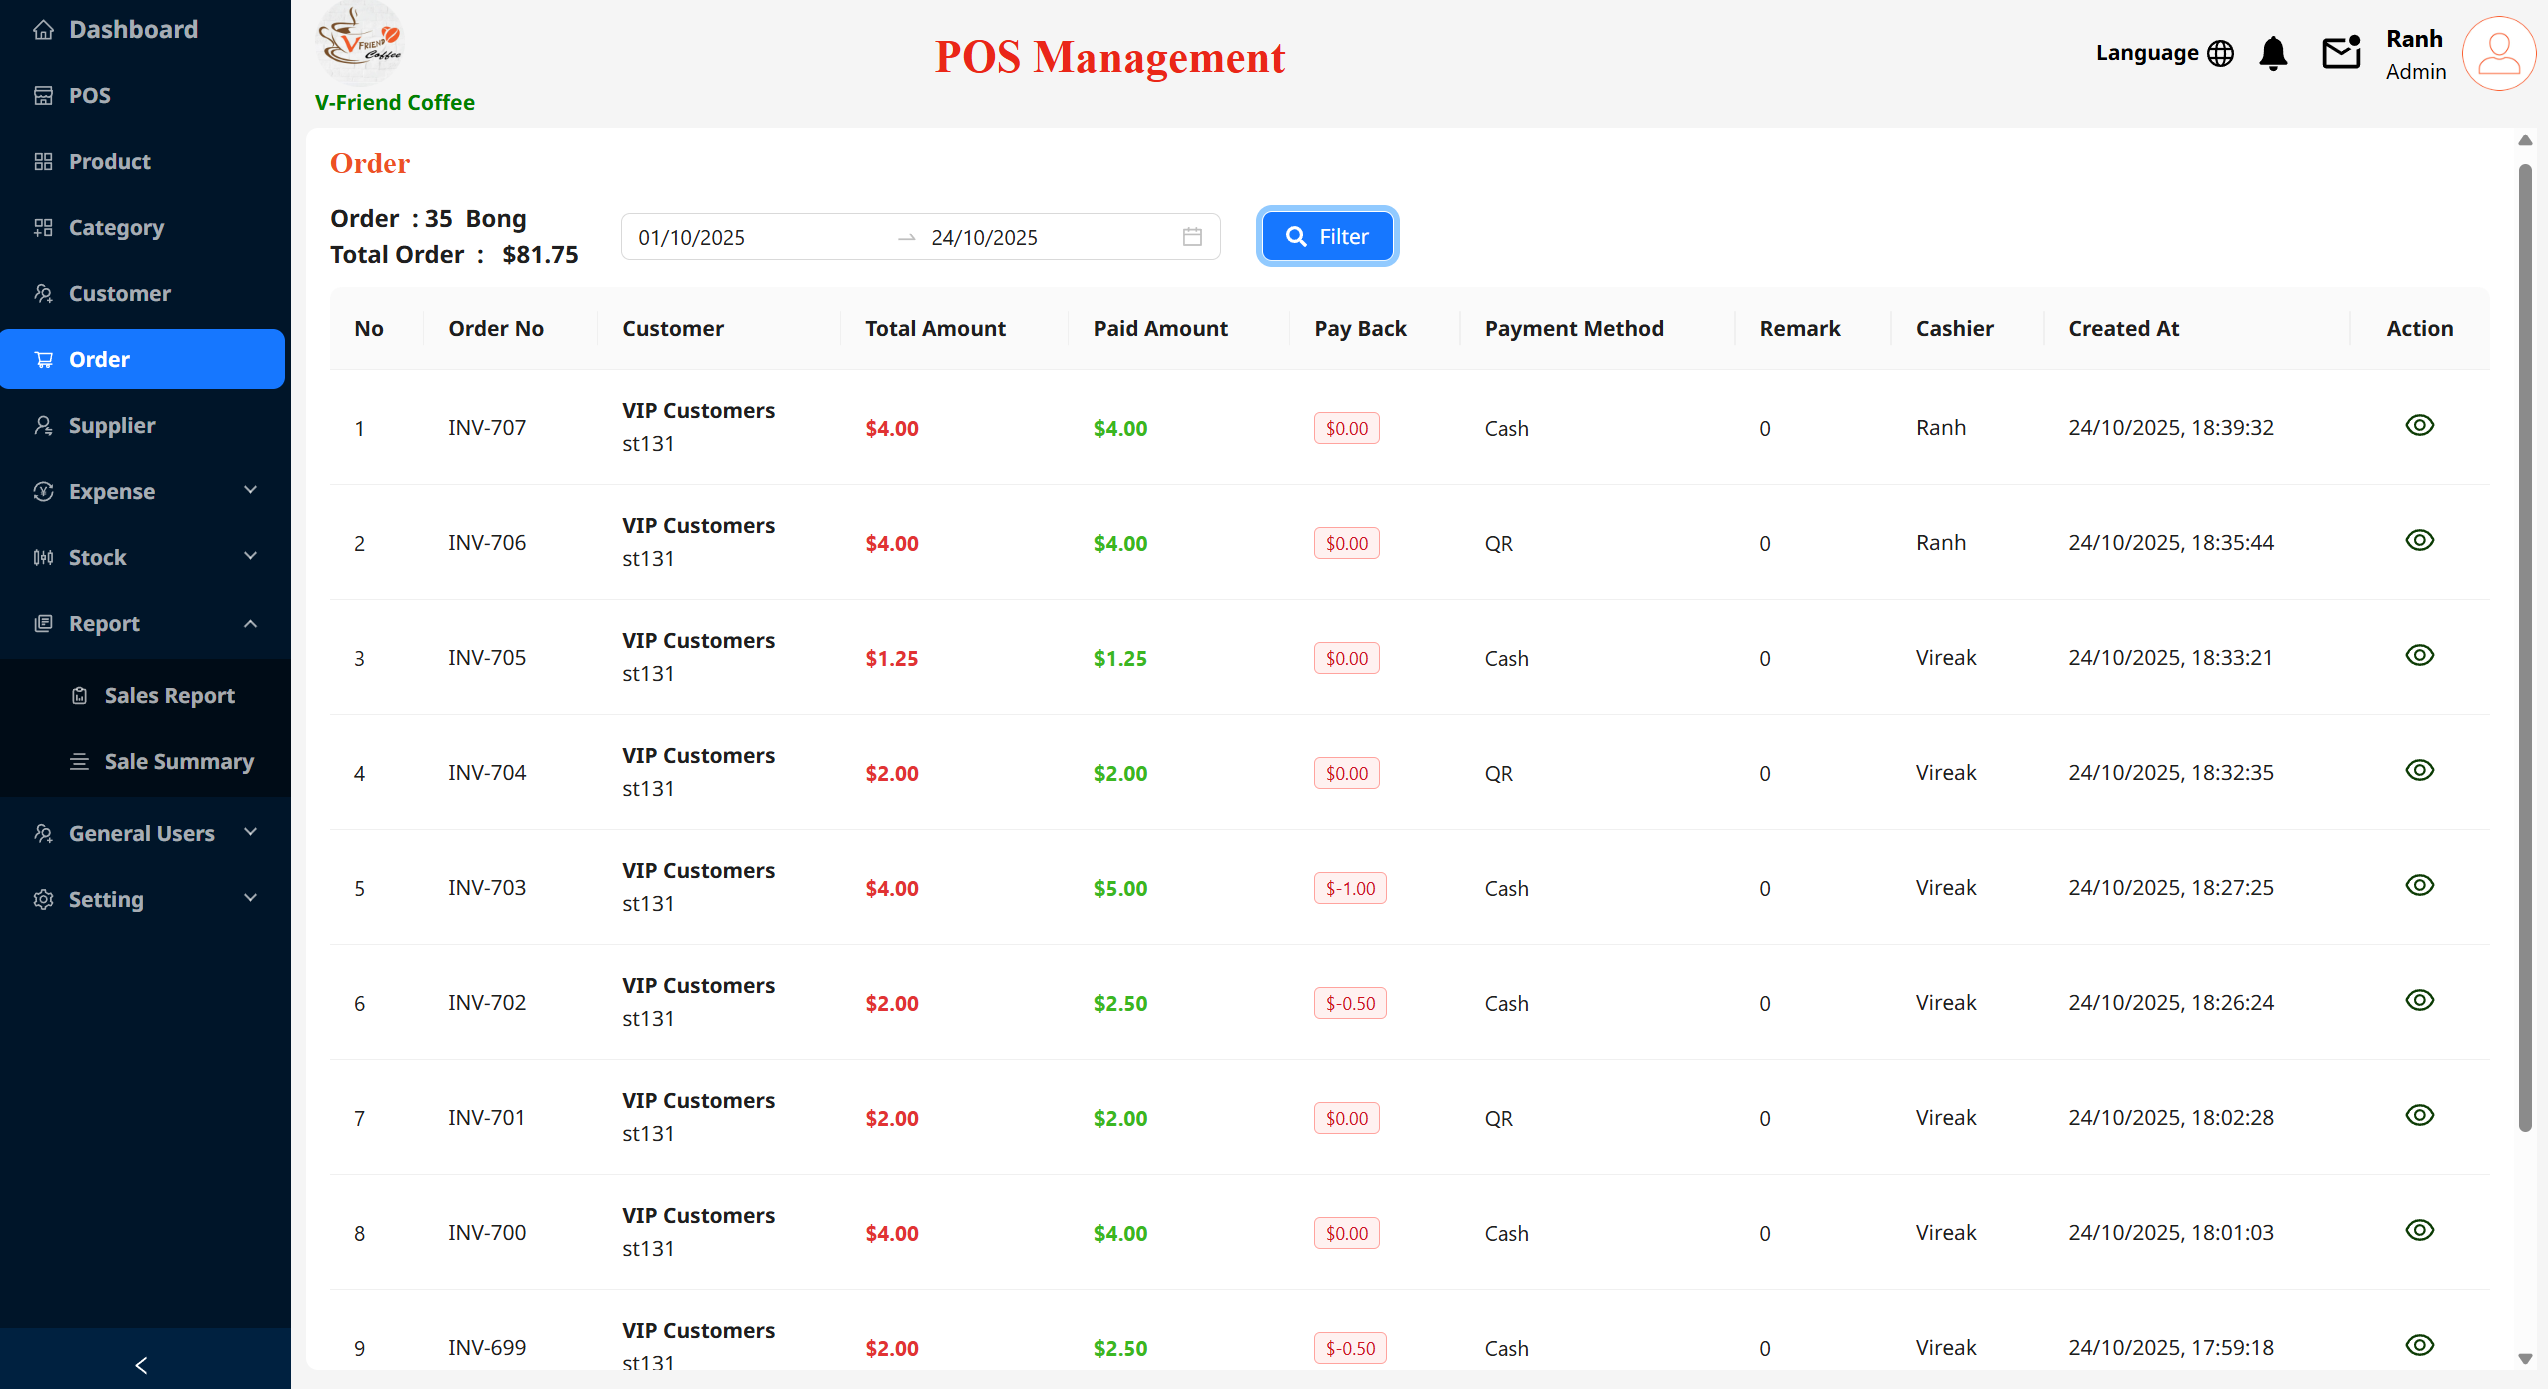 Dashboard
POS
Product
Category
Customer
Order
Supplier
Expense
Stock
Report
Sales Report
Sale Summary
General Users
Setting
V FRIEND
Coffee
V-Friend Coffee
POS Management
Language
Ranh
Admin
Order
Order : 35 Bong
Total Order : $81.75
01/10/2025 → 24/10/2025
Filter
No Order No Customer Total Amount Paid Amount Pay Back Payment Method Remark Cashier Created At Action
1 INV-707 VIP Customers $4.00 $4.00 $0.00 Cash 0 Ranh 24/10/2025, 18:39:32
st131
2 INV-706 VIP Customers $4.00 $4.00 $0.00 QR 0 Ranh 24/10/2025, 18:35:44
st131
3 INV-705 VIP Customers $1.25 $1.25 $0.00 Cash 0 Vireak 24/10/2025, 18:33:21
st131
4 INV-704 VIP Customers $2.00 $2.00 $0.00 QR 0 Vireak 24/10/2025, 18:32:35
st131
5 INV-703 VIP Customers $4.00 $5.00 $-1.00 Cash 0 Vireak 24/10/2025, 18:27:25
st131
6 INV-702 VIP Customers $2.00 $2.50 $-0.50 Cash 0 Vireak 24/10/2025, 18:26:24
st131
7 INV-701 VIP Customers $2.00 $2.00 $0.00 QR 0 Vireak 24/10/2025, 18:02:28
st131
8 INV-700 VIP Customers $4.00 $4.00 $0.00 Cash 0 Vireak 24/10/2025, 18:01:03
st131
9 INV-699 VIP Customers $2.00 $2.50 $-0.50 Cash 0 Vireak 24/10/2025, 17:59:18
st131